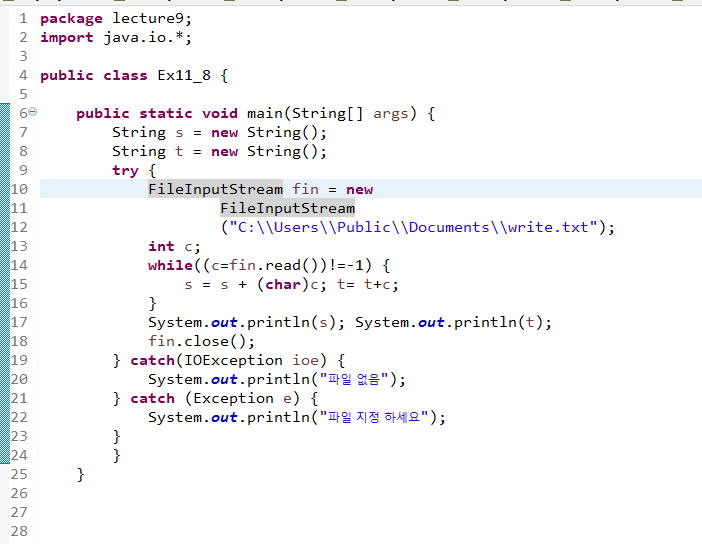 1 package lecture9;
2 import java.io.*;
3
4 public class Ex11_8 {
5
6 public static void main(String[] args) {
7 String s = new String();
8 String t = new String();
9 try {
10 FileInputStream fin = new
11 FileInputStream
12 ("C:\\Users\\Public\\Documents\\write.txt");
13 int c;
14 while((c=fin.read())!=-1) {
15 s = s + (char)c; t= t+c;
16 }
17 System.out.println(s); System.out.println(t);
18 fin.close();
19 } catch(IOException ioe) {
20 System.out.println("파일 없음");
21 } catch (Exception e) {
22 System.out.println("파일 지정 하세요");
23 }
24 }
25 }
26
27
28